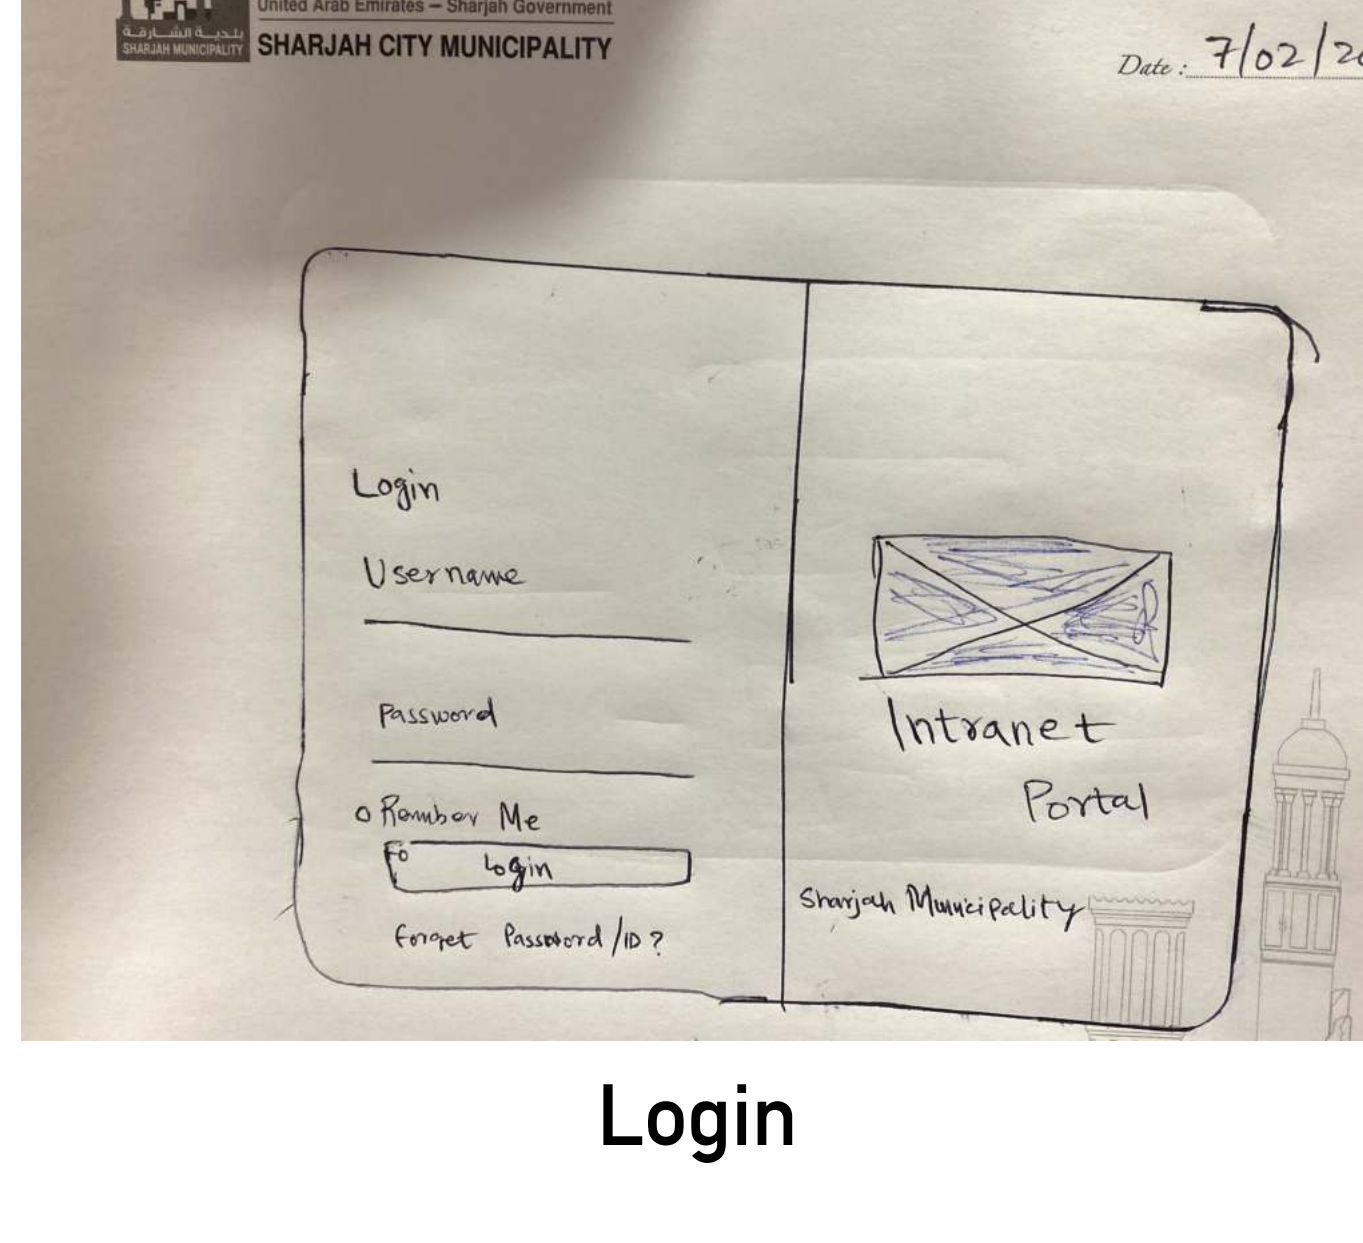 United Arab Emirates – Sharjah Government
بلدية الشارقة
SHARJAH MUNICIPALITY
SHARJAH CITY MUNICIPALITY
Date : 7/02/20
Login
Username
Password
Rember Me
Login
Forget Password/ID?
Intranet
Portal
Sharjah Municipality
Login